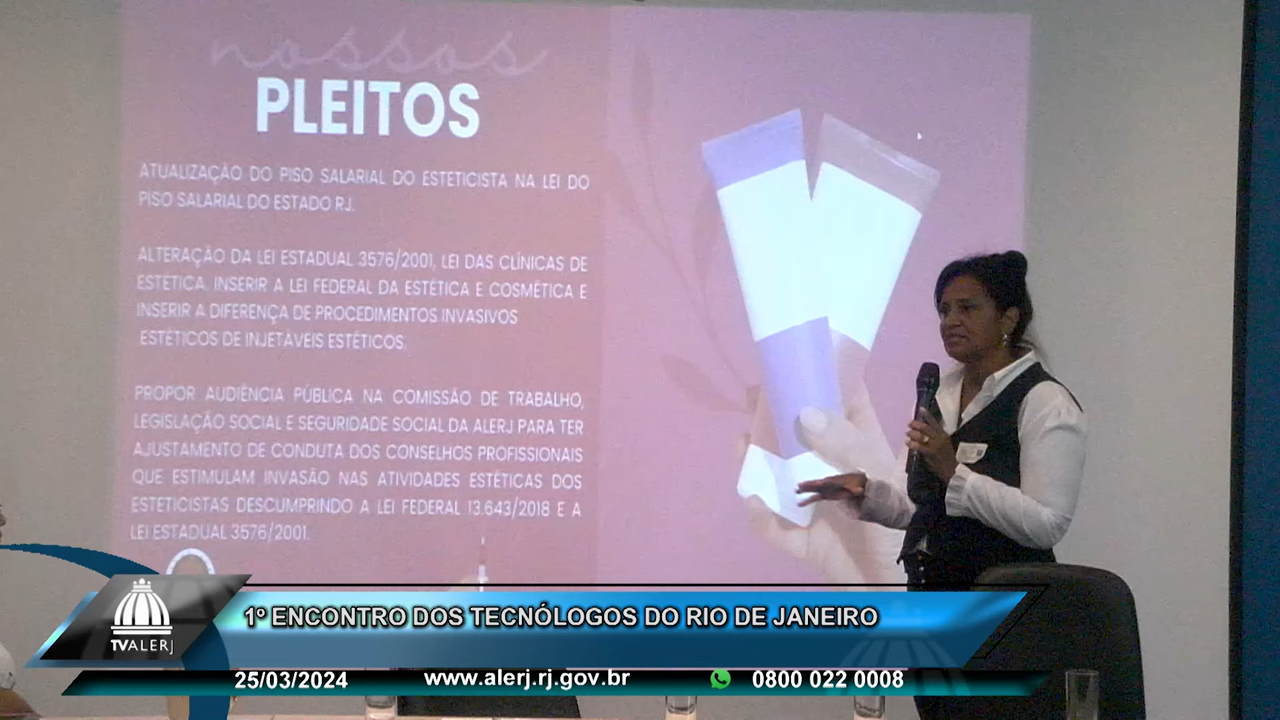 nossos
PLEITOS
ATUALIZAÇÃO DO PISO SALARIAL DO ESTETICISTA NA LEI DO
PISO SALARIAL DO ESTADO RJ.
ALTERAÇÃO DA LEI ESTADUAL 3576/2001, LEI DAS CLÍNICAS DE
ESTETICA. INSERIR A LEI FEDERAL DA ESTÉTICA E COSMÉTICA E
INSERIR A DIFERENÇA DE PROCEDIMENTOS INVASIVOS
ESTÉTICOS DE INJETÁVEIS ESTÉTICOS.
PROPOR AUDIÊNCIA PÚBLICA NA COMISSÃO DE TRABALHO,
LEGISLAÇÃO SOCIAL E SEGURIDADE SOCIAL DA ALERJ PARA TER
AJUSTAMENTO DE CONDUTA DOS CONSELHOS PROFISSIONAIS
QUE ESTIMULAM INVASÃO NAS ATIVIDADES ESTÉTICAS DOS
ESTETICISTAS DESCUMPRINDO A LEI FEDERAL 13.643/2018 E A
LEI ESTADUAL 3576/2001.
1º ENCONTRO DOS TECNÓLOGOS DO RIO DE JANEIRO
TVALERJ
25/03/2024 www.alerj.rj.gov.br 0800 022 0008